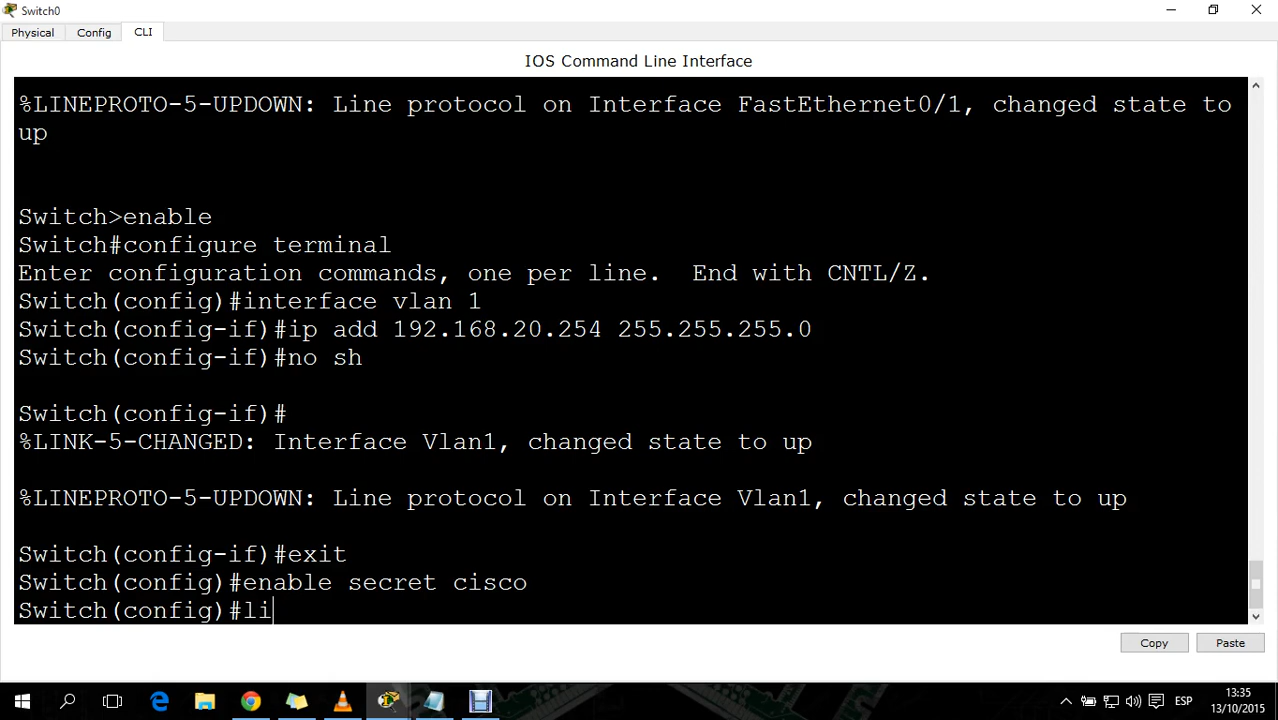 Switch0
Physical Config CLI
IOS Command Line Interface
%LINEPROTO-5-UPDOWN: Line protocol on Interface FastEthernet0/1, changed state to
up
Switch>enable
Switch#configure terminal
Enter configuration commands, one per line.  End with CNTL/Z.
Switch(config)#interface vlan 1
Switch(config-if)#ip add 192.168.20.254 255.255.255.0
Switch(config-if)#no sh
Switch(config-if)#
%LINK-5-CHANGED: Interface Vlan1, changed state to up
%LINEPROTO-5-UPDOWN: Line protocol on Interface Vlan1, changed state to up
Switch(config-if)#exit
Switch(config)#enable secret cisco
Switch(config)#li
Copy Paste
ESP
13:35
13/10/2015